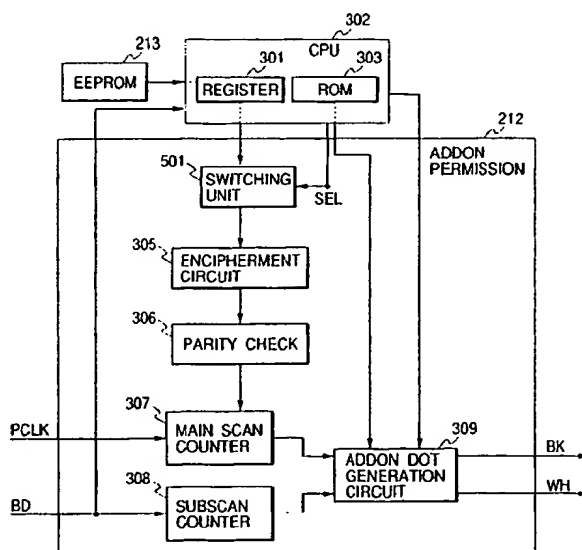 302
CPU
213
EEPROM
301
REGISTER
303
ROM
212
ADDON
PERMISSION
501
SWITCHING
UNIT
SEL
305
ENCIPHERMENT
CIRCUIT
306
PARITY CHECK
307
PCLK
MAIN SCAN
COUNTER
309
ADDON DOT
GENERATION
CIRCUIT
BK
WH
308
BD
SUBSCAN
COUNTER